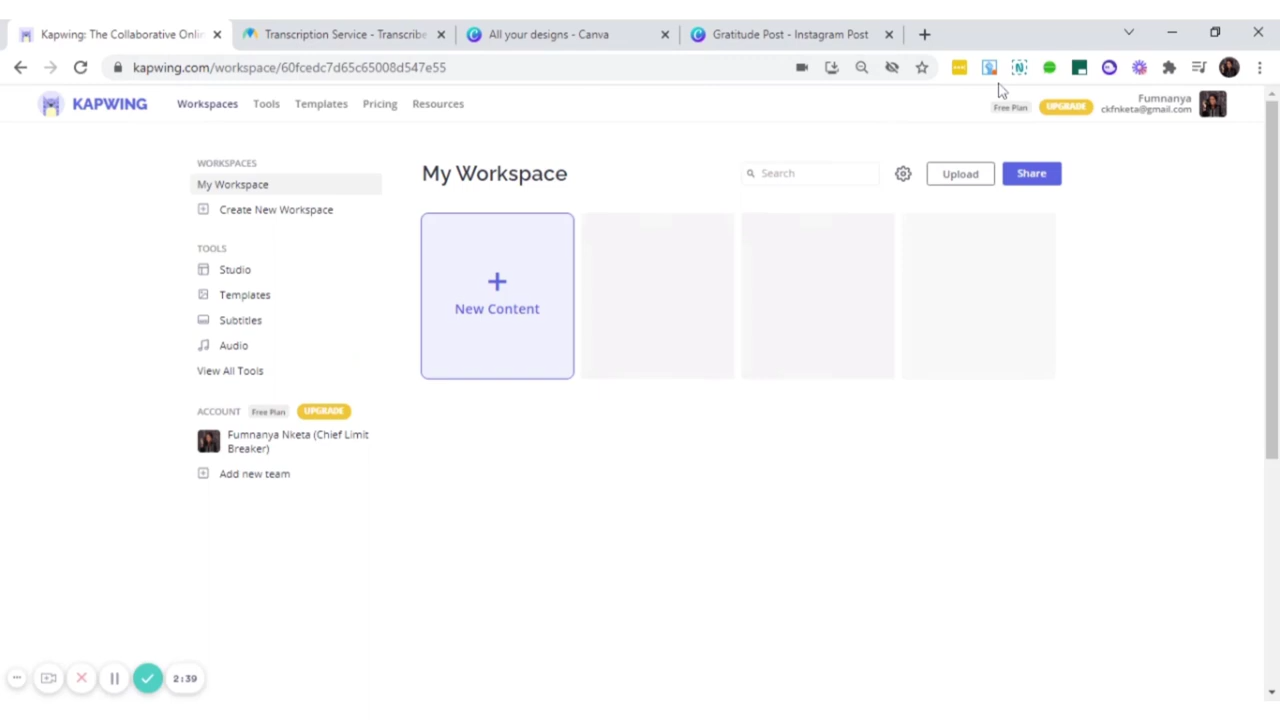 Kapwing: The Collaborative Onlin
Transcription Service - Transcribe
All your designs - Canva
Gratitude Post - Instagram Post
kapwing.com/workspace/60fcedc7d65c65008d547e55
KAPWING
Workspaces
Tools
Templates
Pricing
Resources
Free Plan
UPGRADE
Fumnanya
ckfnketa@gmail.com
WORKSPACES
My Workspace
Create New Workspace
TOOLS
Studio
Templates
Subtitles
Audio
View All Tools
ACCOUNT Free Plan UPGRADE
Fumnanya Nketa (Chief Limit
Breaker)
Add new team
My Workspace
Search
Upload
Share
+
New Content
2:39